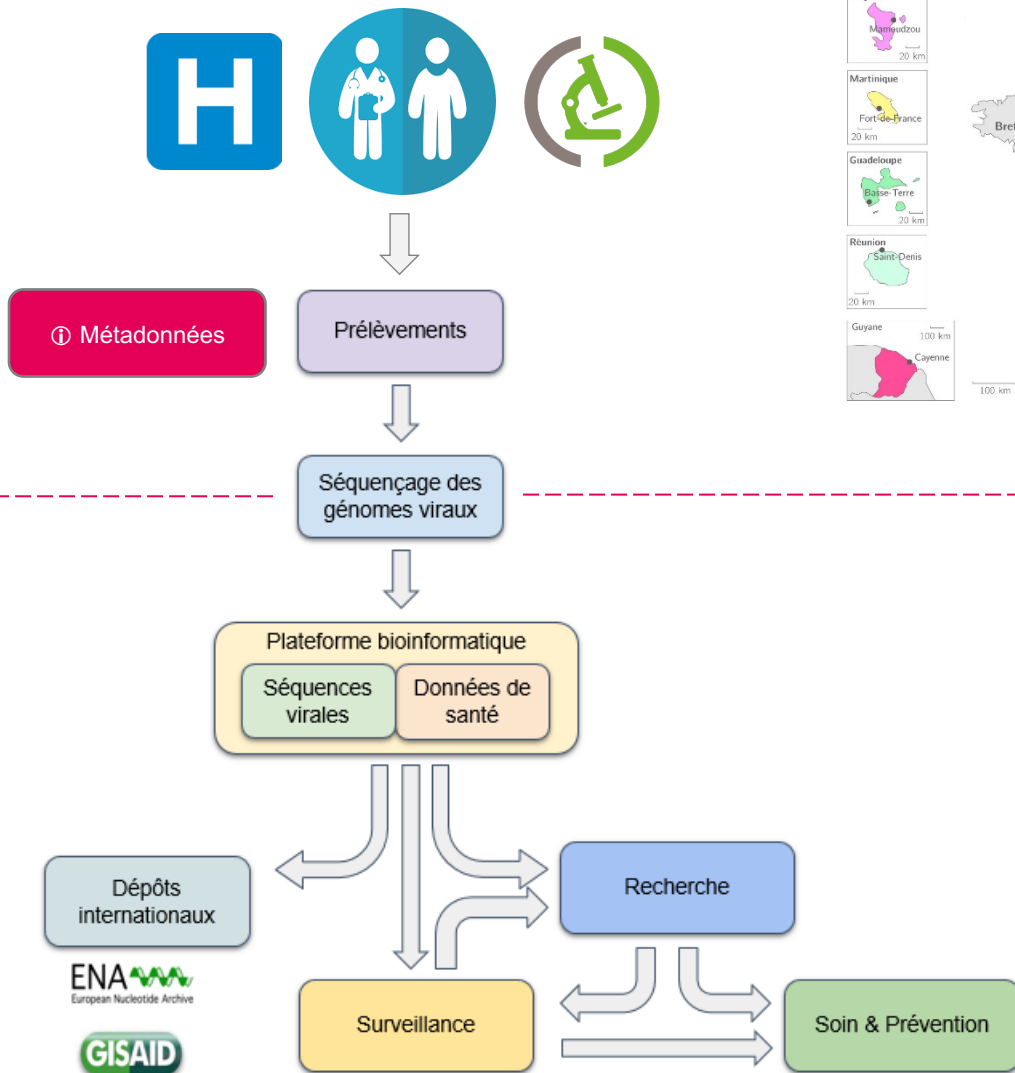 H
Mamoudzou
20 km
Martinique
Fort-de-France
20 km
Guadeloupe
Basse-Terre
20 km
Réunion
Saint-Denis
20 km
Guyane
100 km
Cayenne
100 km
Bret
ⓘ Métadonnées
Prélèvements
Séquençage des
génomes viraux
Plateforme bioinformatique
Séquences
virales
Données de
santé
Dépôts
internaux
Recherche
ENA
European Nucleotide Archive
GISAID
Surveillance
Soin & Prévention